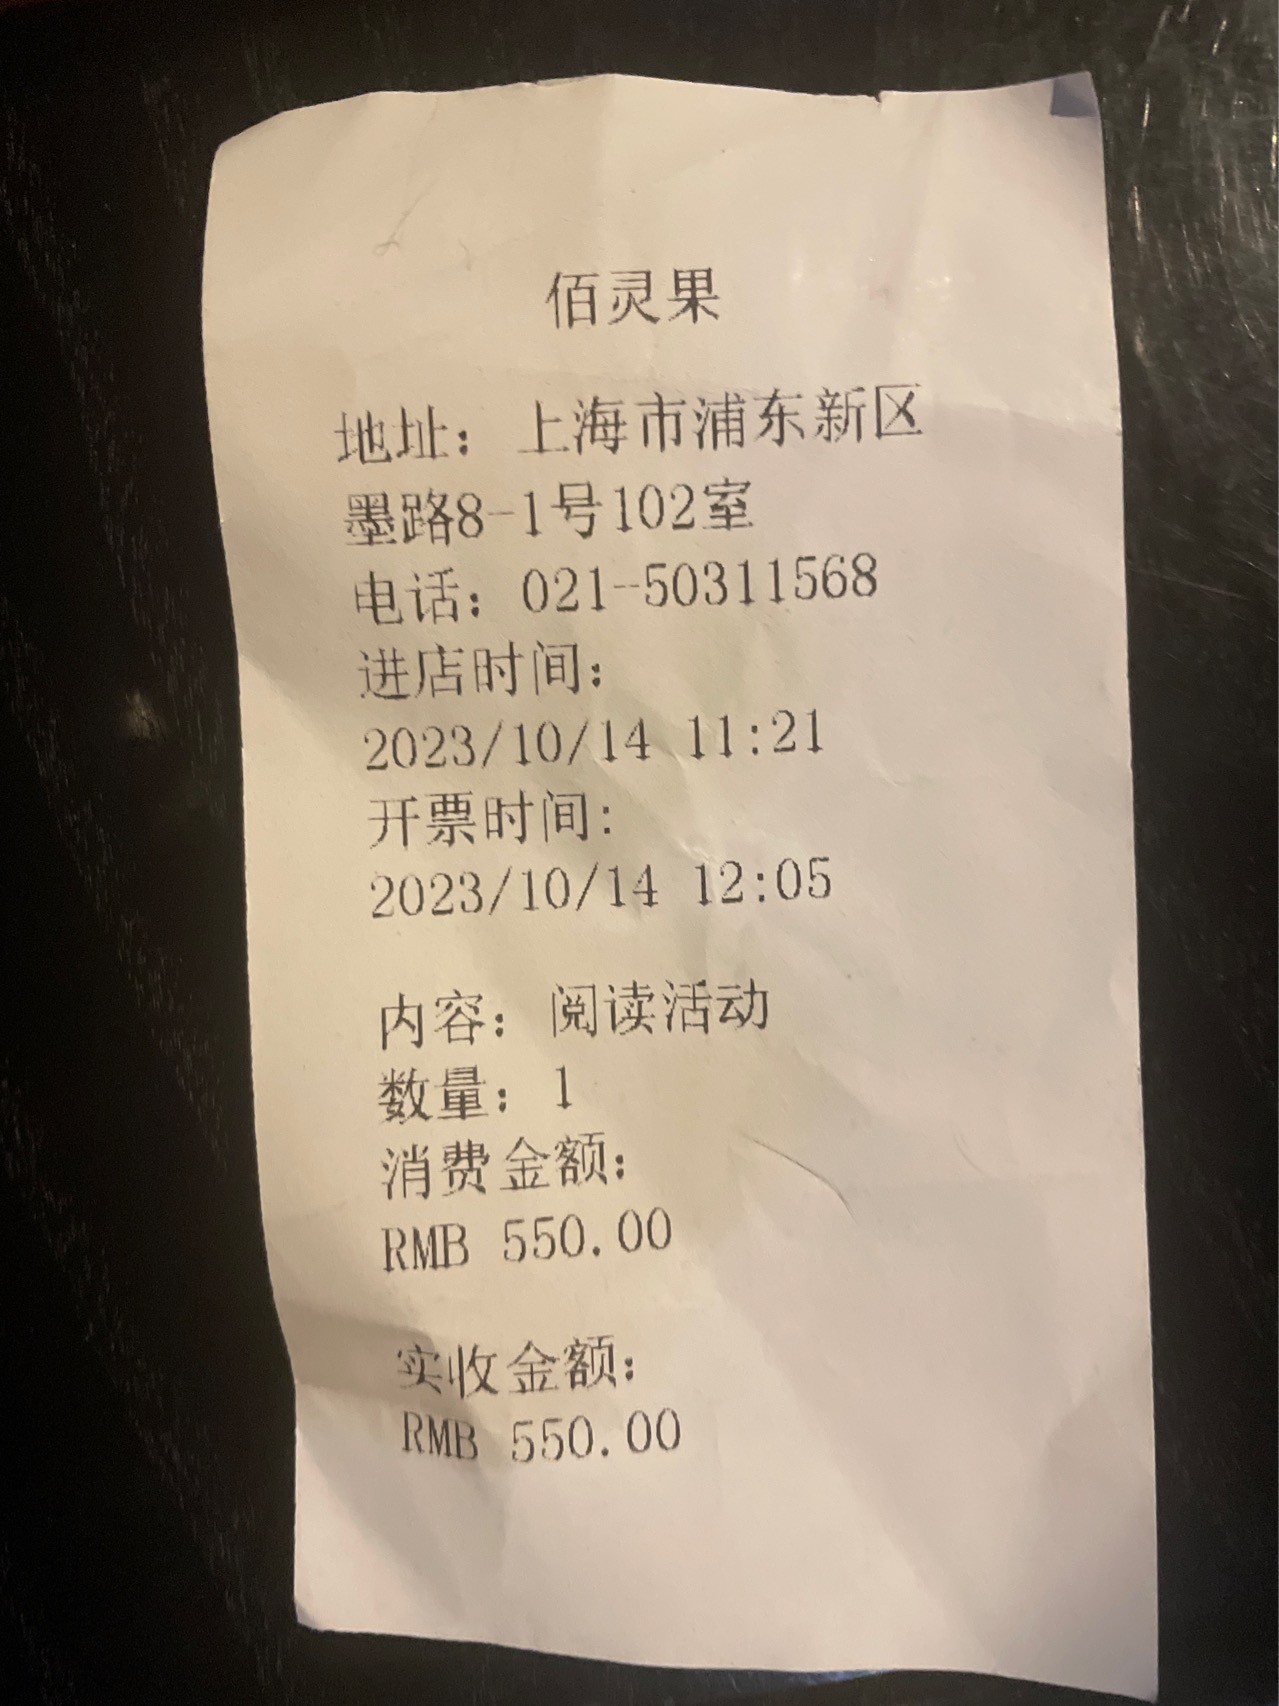 佰灵果
地址：上海市浦东新区
墨路8-1号102室
电话：021-50311568
进店时间：
2023/10/14 11:21
开票时间：
2023/10/14 12:05
内容：阅读活动
数量：1
消费金额：
RMB 550.00
实收金额：
RMB 550.00